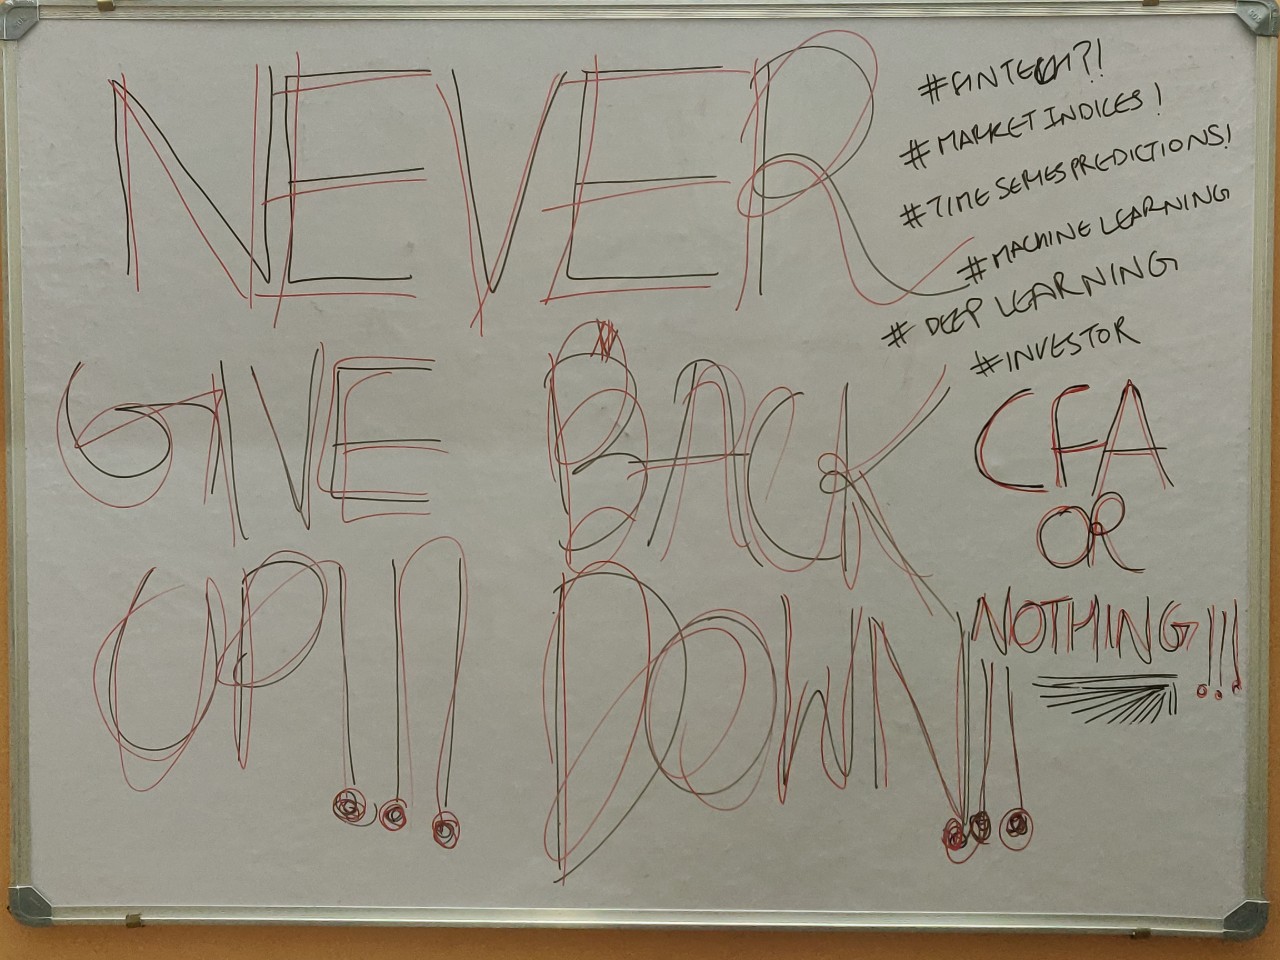 NEVER
GIVE BACK
UP!!! DOWN!!!
#FINTECH?!
#MARKET INDICES!
#TIME SERIES PREDICTIONS!
#MACHINE LEARNING
# DEEP LEARNING
#INVESTOR
CFA
OR
NOTHING!!!